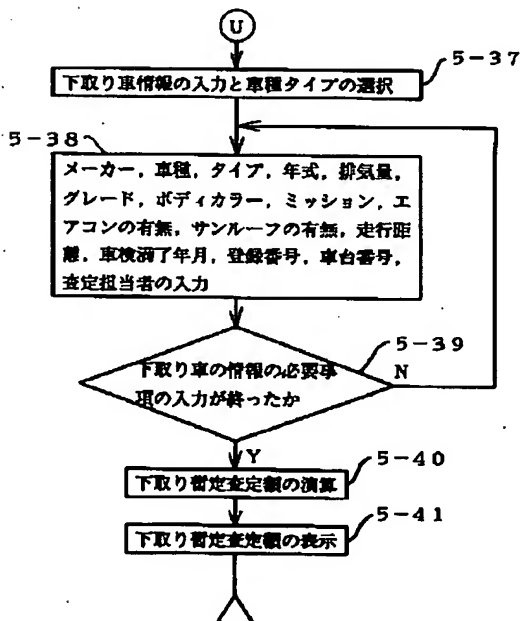 U
5-37
下取り車情報の入力と車種タイプの選択
5-38
メーカー，車種，タイプ，年式，排気量，
グレード，ボディカラー，ミッション，エ
アコンの有無，サンルーフの有無，走行距
離，車検満了年月，登録番号，車台番号，
査定担当者の入力
5-39
下取り車の情報の必要事
項の入力が終ったか
N
Y
5-40
下取り暫定査定額の演算
5-41
下取り暫定査定額の表示